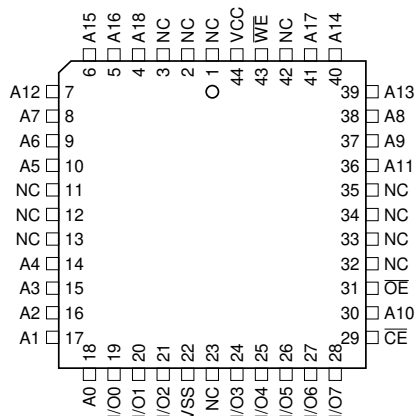 A15 A16 A18 NC NC NC VCC W̅E̅ NC A17 A14
6 5 4 3 2 1 44 43 42 41 40
A12 7 39 A13
A7 8 38 A8
A6 9 37 A9
A5 10 36 A11
NC 11 35 NC
NC 12 34 NC
NC 13 33 NC
A4 14 32 NC
A3 15 31 O̅E̅
A2 16 30 A10
A1 17 29 C̅E̅
18 19 20 21 22 23 24 25 26 27 28
A0 I/O0 I/O1 I/O2 VSS NC I/O3 I/O4 I/O5 I/O6 I/O7